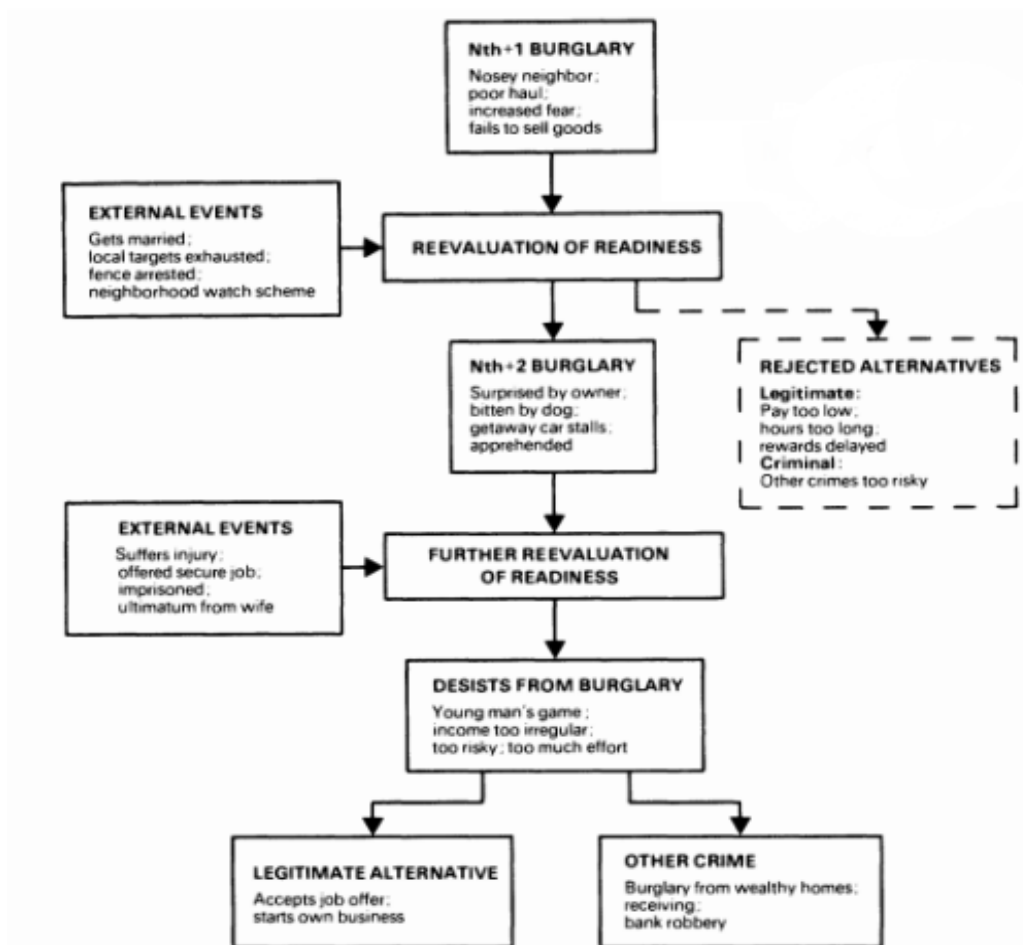 Nth+1 BURGLARY
Nosey neighbor;
poor haul;
increased fear;
fails to sell goods
EXTERNAL EVENTS
Gets married;
local targets exhausted;
fence arrested;
neighborhood watch scheme
REEVALUATION OF READINESS
Nth+2 BURGLARY
Surprised by owner;
bitten by dog;
getaway car stalls;
apprehended
REJECTED ALTERNATIVES
Legitimate:
Pay too low;
hours too long;
rewards delayed
Criminal:
Other crimes too risky
EXTERNAL EVENTS
Suffers injury;
offered secure job;
imprisoned;
ultimatum from wife
FURTHER REEVALUATION
OF READINESS
DESISTS FROM BURGLARY
Young man's game;
income too irregular;
too risky; too much effort
LEGITIMATE ALTERNATIVE
Accepts job offer;
starts own business
OTHER CRIME
Burglary from wealthy homes;
receiving;
bank robbery